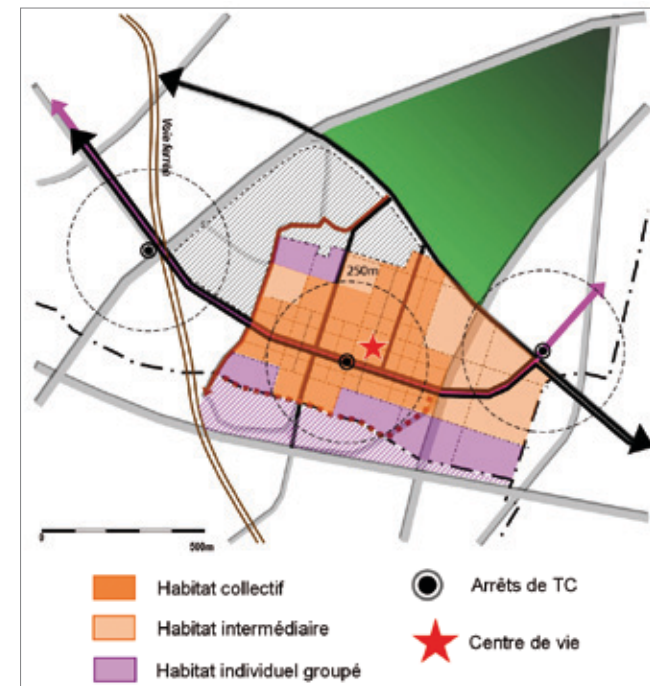 Voie ferrée
250m
0
500m
Habitat collectif
Arrêts de TC
Habitat intermédiaire
Centre de vie
Habitat individuel groupé